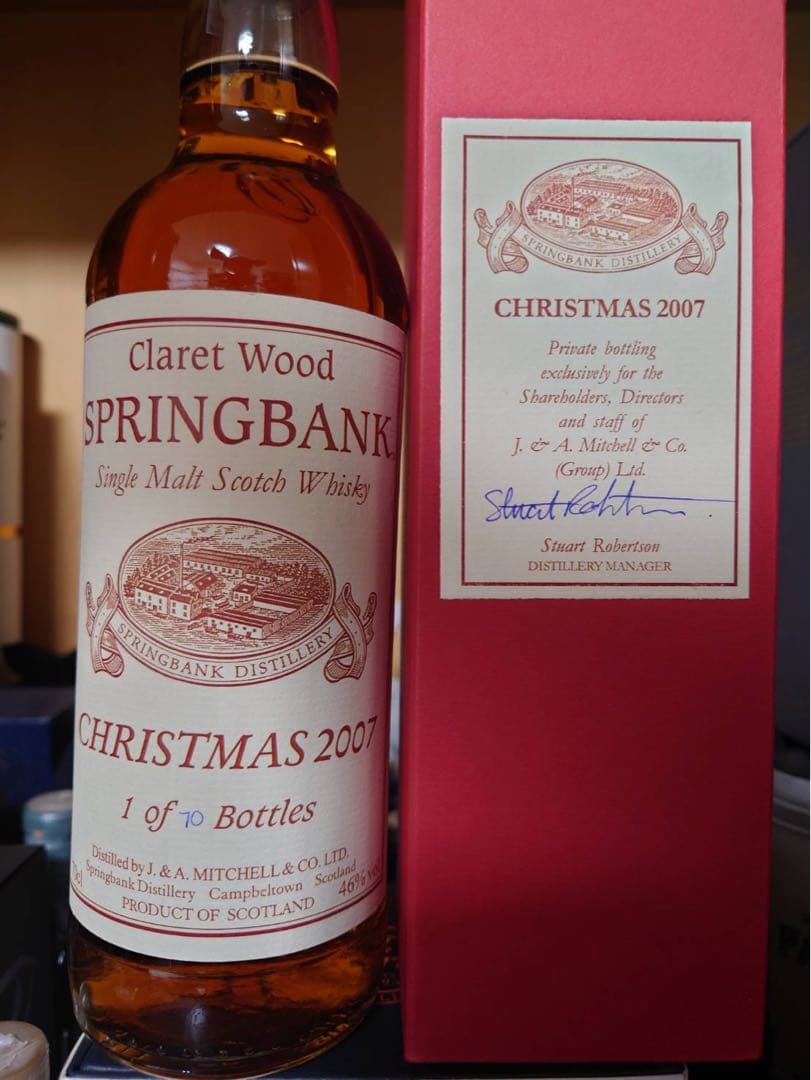 Claret Wood
SPRINGBANK
Single Malt Scotch Whisky
SPRINGBANK DISTILLERY
CHRISTMAS 2007
1 of 70 Bottles
Distilled by J. & A. MITCHELL & CO. LTD,
Springbank Distillery Campbeltown Scotland
46% vol
PRODUCT OF SCOTLAND
SPRINGBANK DISTILLERY
CHRISTMAS 2007
Private bottling
exclusively for the
Shareholders, Directors
and staff of
J. & A. Mitchell & Co.
(Group) Ltd.
Stuart Robertson
Stuart Robertson
DISTILLERY MANAGER